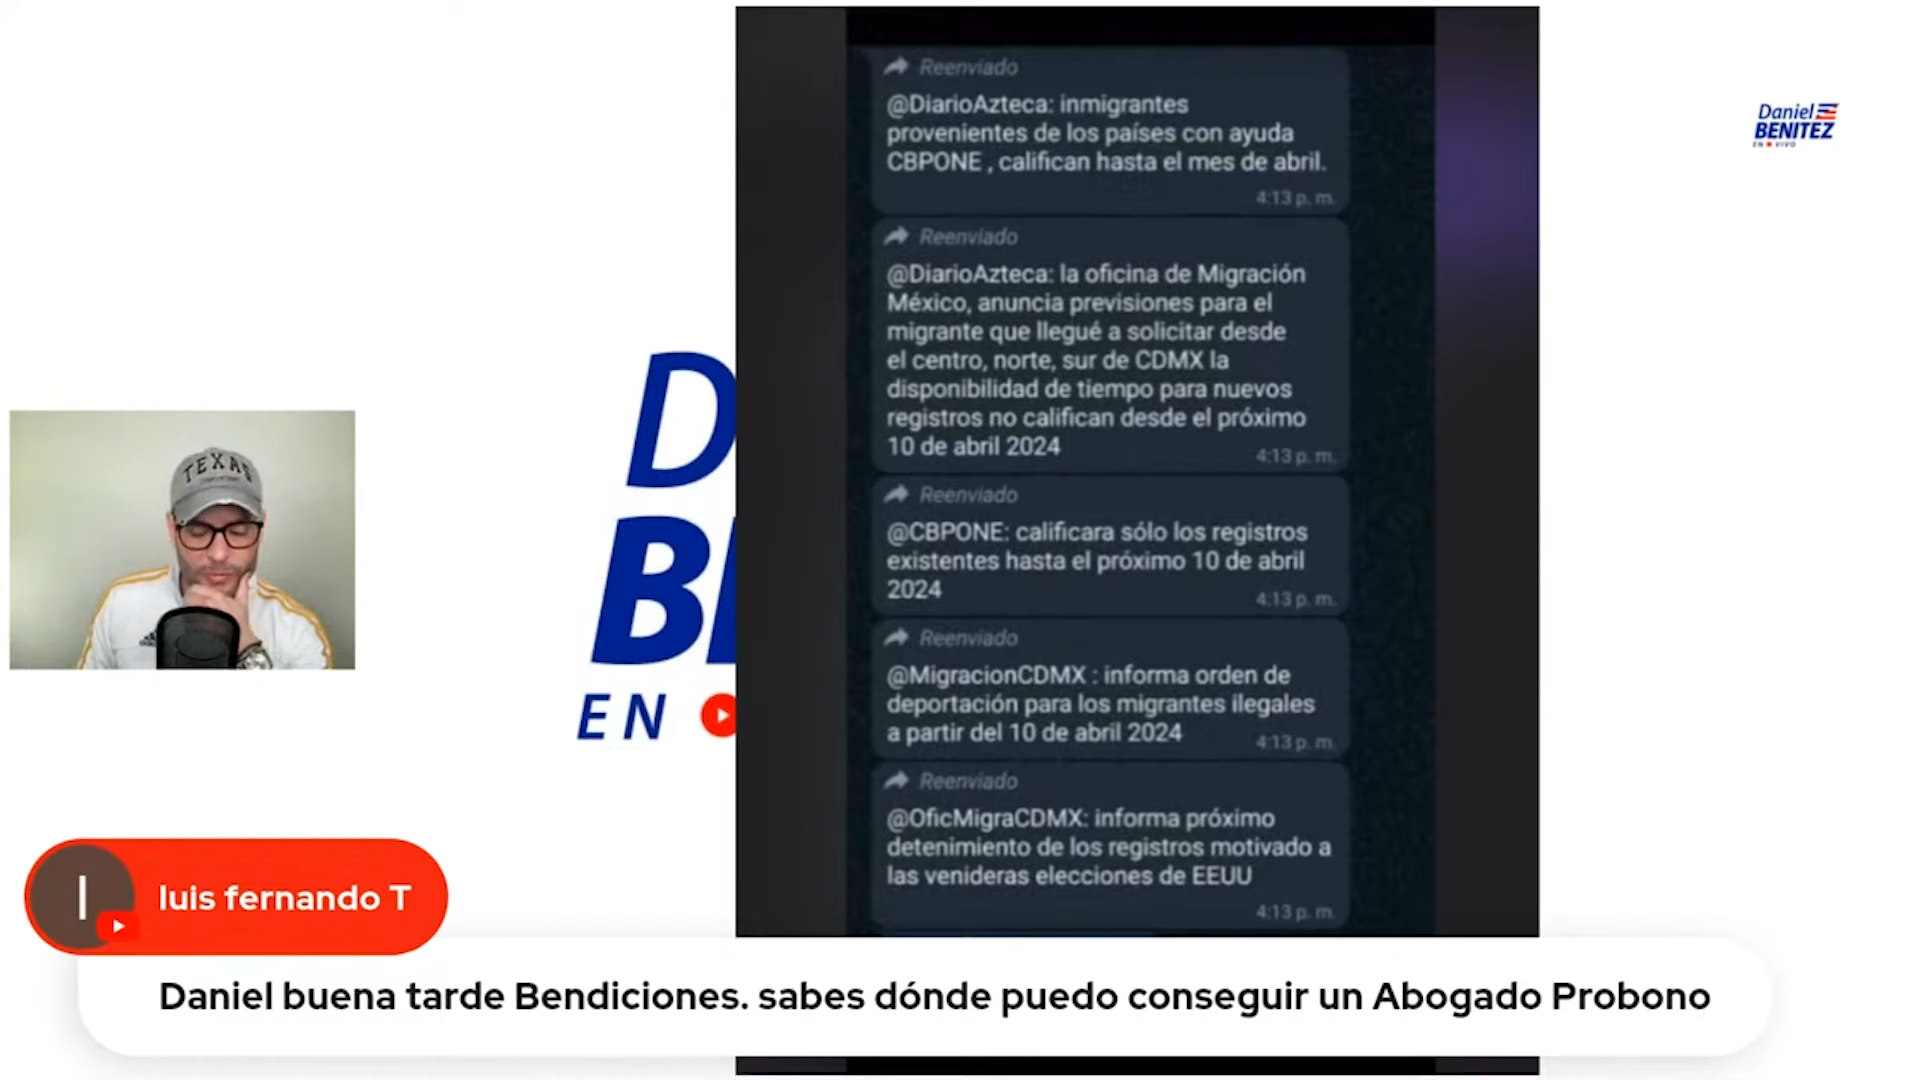 Reenviado
@DiarioAzteca: inmigrantes
provenientes de los países con ayuda
CBPONE , califican hasta el mes de abril.
4:13 p. m.
Reenviado
@DiarioAzteca: la oficina de Migración
México, anuncia previsiones para el
migrante que llegué a solicitar desde
el centro, norte, sur de CDMX la
disponibilidad de tiempo para nuevos
registros no califican desde el próximo
10 de abril 2024
4:13 p. m.
Reenviado
@CBPONE: calificara sólo los registros
existentes hasta el próximo 10 de abril
2024
4:13 p. m.
Reenviado
@MigracionCDMX : informa orden de
deportación para los migrantes ilegales
a partir del 10 de abril 2024
4:13 p. m.
Reenviado
@OficMigraCDMX: informa próximo
detenimiento de los registros motivado a
las venideras elecciones de EEUU
4:13 p. m.
Daniel
BENITEZ
EN VIVO
D
BE
EN
TEXAS
adidas
l
luis fernando T
Daniel buena tarde Bendiciones. sabes dónde puedo conseguir un Abogado Probono